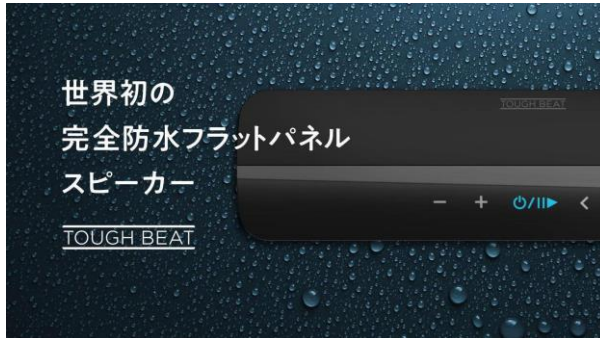 世界初の
完全防水フラットパネル
スピーカー
TOUGH BEAT
TOUGH BEAT
− + ⏻/II▶ <